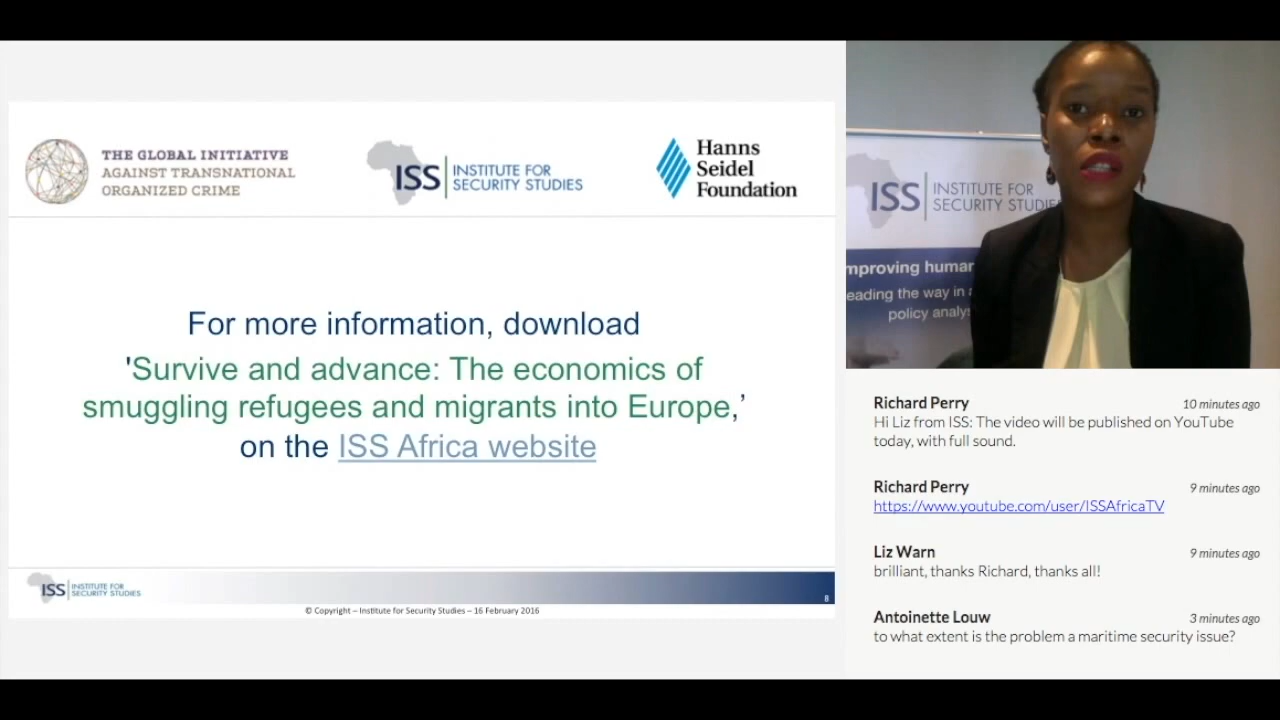 THE GLOBAL INITIATIVE
AGAINST TRANSNATIONAL
ORGANIZED CRIME
ISS
INSTITUTE FOR
SECURITY STUDIES
Hanns
Seidel
Foundation
For more information, download
'Survive and advance: The economics of
smuggling refugees and migrants into Europe,’
on the ISS Africa website
ISS
INSTITUTE FOR
SECURITY STUDIES
8
© Copyright – Institute for Security Studies – 16 February 2016
ISS
INSTITUTE FOR
SECURITY STUDIE
mproving human
eading the way in a
policy analys
Richard Perry
10 minutes ago
Hi Liz from ISS: The video will be published on YouTube
today, with full sound.
Richard Perry
9 minutes ago
https://www.youtube.com/user/ISSAfricaTV
Liz Warn
9 minutes ago
brilliant, thanks Richard, thanks all!
Antoinette Louw
3 minutes ago
to what extent is the problem a maritime security issue?